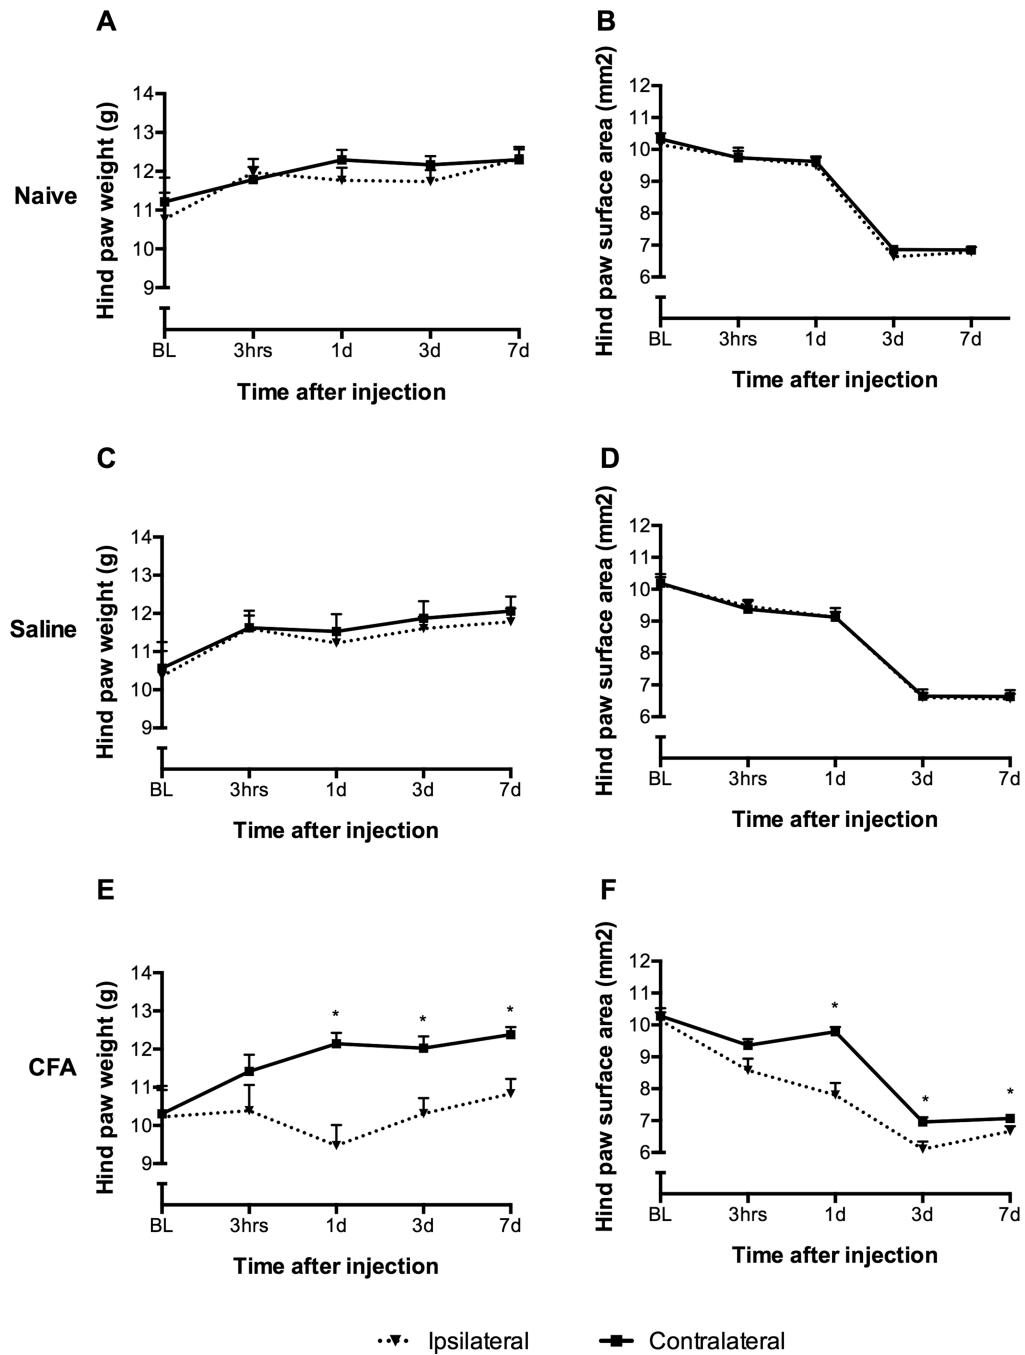 A
B
Hind paw weight (g)
14
13
12
11
10
9
Naive
BL 3hrs 1d 3d 7d
Time after injection
Hind paw surface area (mm2)
12
11
10
9
8
7
6
BL 3hrs 1d 3d 7d
Time after injection
C
D
Hind paw weight (g)
14
13
12
11
10
9
Saline
BL 3hrs 1d 3d 7d
Time after injection
Hind paw surface area (mm2)
12
11
10
9
8
7
6
BL 3hrs 1d 3d 7d
Time after injection
E
F
Hind paw weight (g)
14
13
12
11
10
9
* * *
CFA
BL 3hrs 1d 3d 7d
Time after injection
Hind paw surface area (mm2)
12
11
10
9
8
7
6
* * *
BL 3hrs 1d 3d 7d
Time after injection
Ipsilateral Contralateral